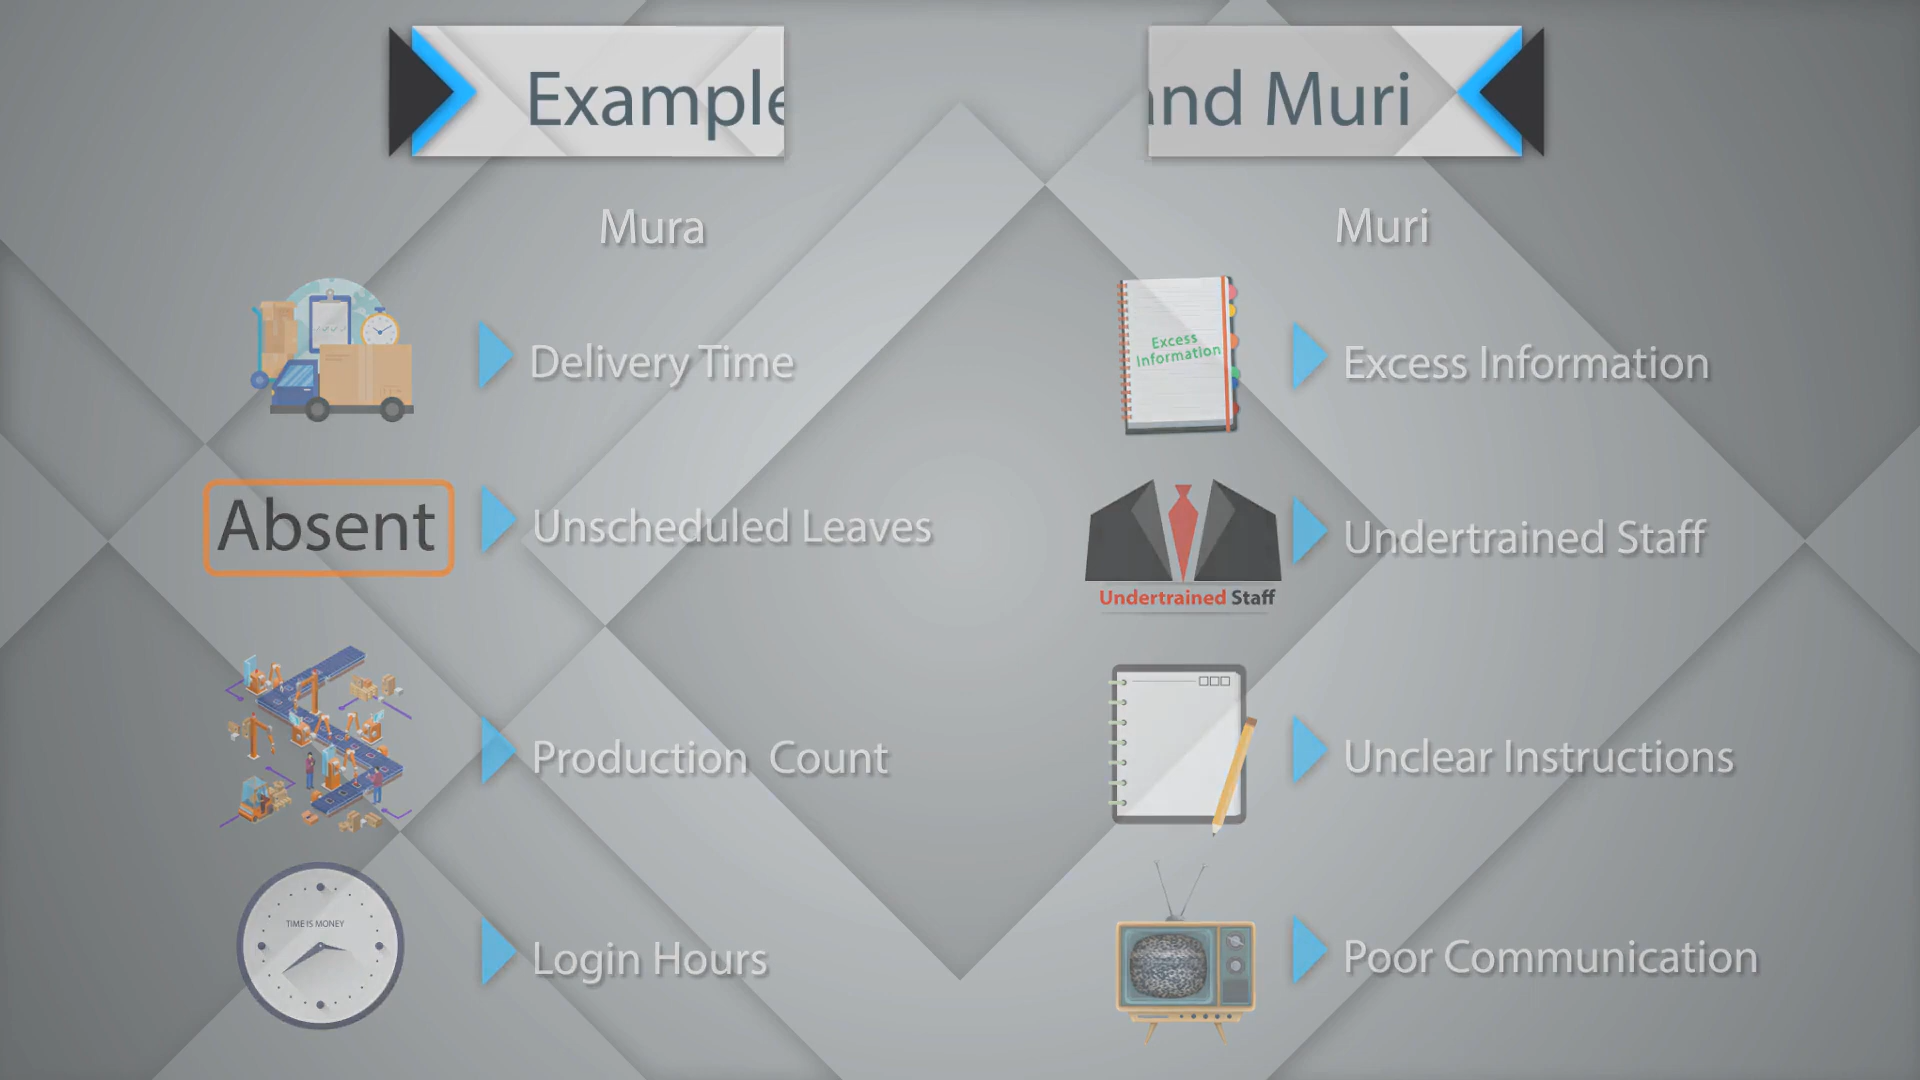 Example
and Muri
Mura
Muri
Delivery Time
Excess
Information
Excess Information
Absent
Unscheduled Leaves
Undertrained Staff
Undertrained Staff
Production Count
Unclear Instructions
TIME IS MONEY
Login Hours
Poor Communication